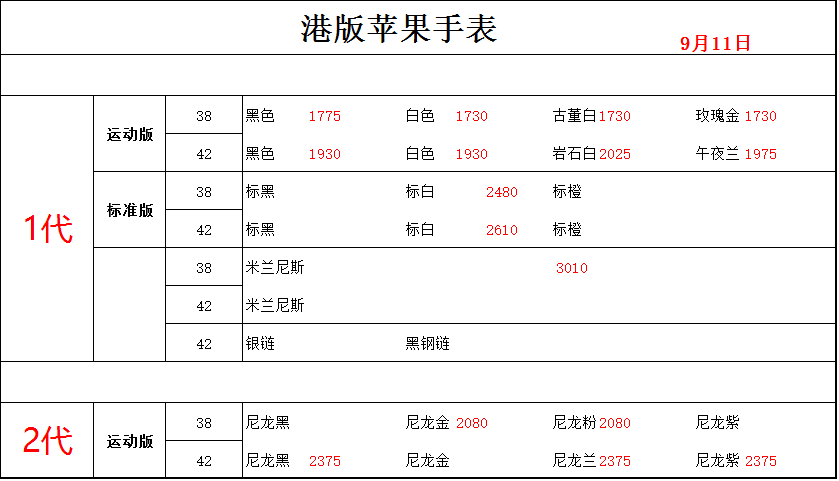 港版苹果手表
9月11日
1代
运动版
38 黑色 1775 白色 1730 古董白1730 玫瑰金 1730
42 黑色 1930 白色 1930 岩石白2025 午夜兰 1975
标准版
38 标黑 标白 2480 标橙
42 标黑 标白 2610 标橙
38 米兰尼斯 3010
42 米兰尼斯
42 银链 黑钢链
2代
运动版
38 尼龙黑 尼龙金 2080 尼龙粉2080 尼龙紫
42 尼龙黑 2375 尼龙金 尼龙兰2375 尼龙紫 2375